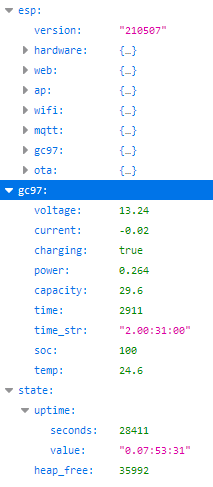 esp:
version: "210507"
hardware: {…}
web: {…}
ap: {…}
wifi: {…}
mqtt: {…}
gc97: {…}
ota: {…}
gc97:
voltage: 13.24
current: -0.02
charging: true
power: 0.264
capacity: 29.6
time: 2911
time_str: "2.00:31:00"
soc: 100
temp: 24.6
state:
uptime:
seconds: 28411
value: "0.07:53:31"
heap_free: 35992